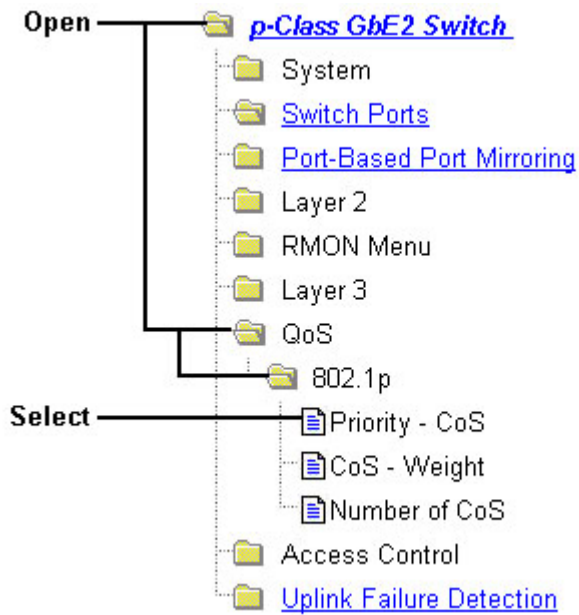 Open p-Class GbE2 Switch
System
Switch Ports
Port-Based Port Mirroring
Layer 2
RMON Menu
Layer 3
QoS
802.1p
Select Priority - CoS
CoS - Weight
Number of CoS
Access Control
Uplink Failure Detection